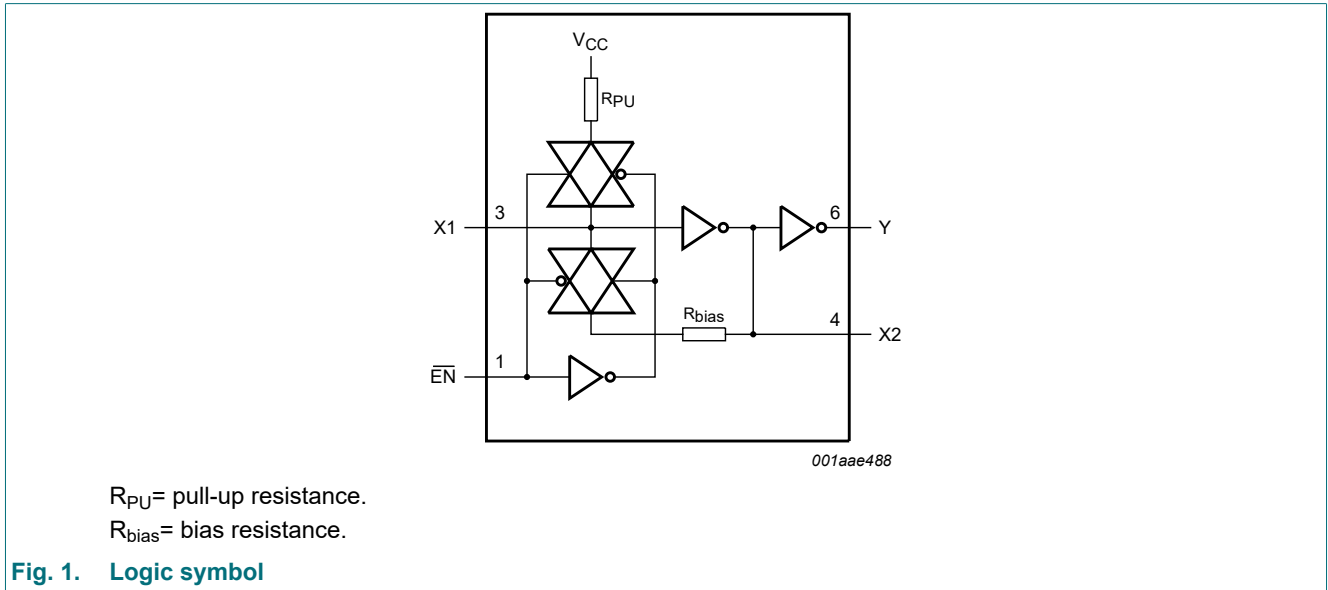 VCC
RPU
X1
3
6
Y
Rbias
4
X2
EN
1
001aae488
RPU= pull-up resistance.
Rbias= bias resistance.
Fig. 1. Logic symbol